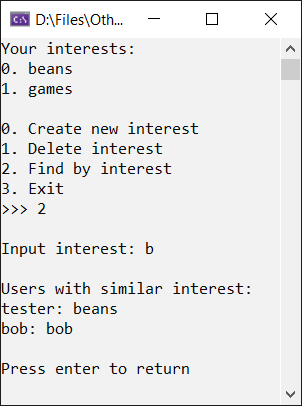 D:\Files\Oth...
Your interests:
0. beans
1. games
0. Create new interest
1. Delete interest
2. Find by interest
3. Exit
>>> 2
Input interest: b
Users with similar interest:
tester: beans
bob: bob
Press enter to return